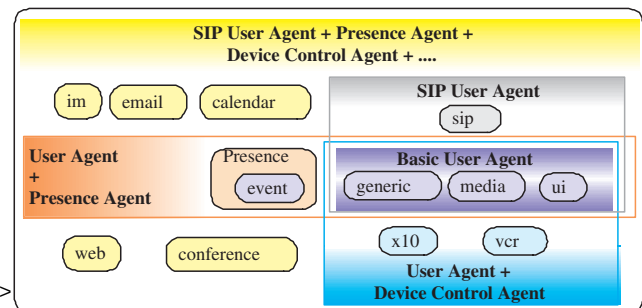 SIP User Agent + Presence Agent +
Device Control Agent + ....
im
email
calendar
SIP User Agent
sip
User Agent
+
Presence Agent
Presence
event
Basic User Agent
generic
media
ui
web
conference
x10
vcr
User Agent +
Device Control Agent
>